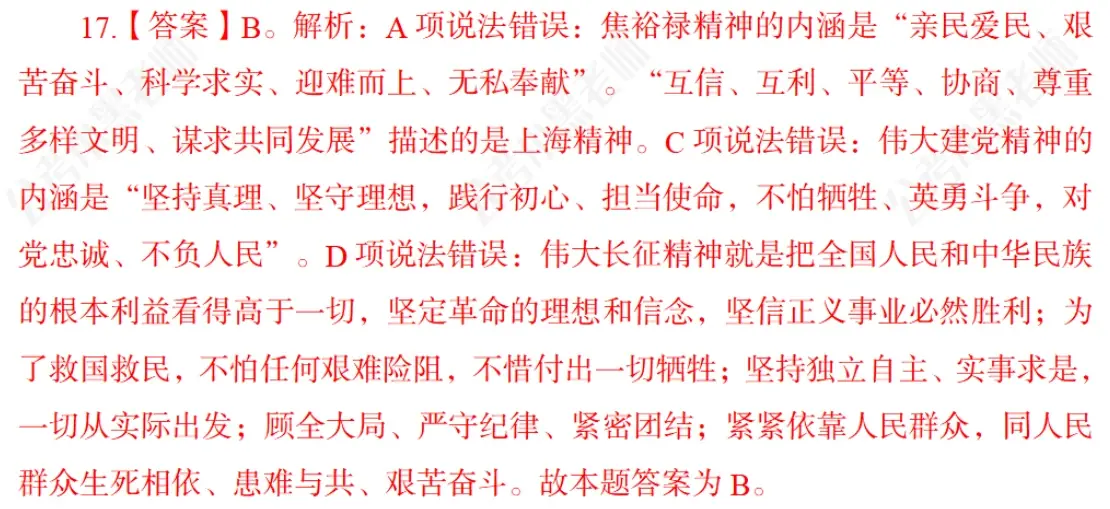 17.【答案】B。解析：A 项说法错误：焦裕禄精神的内涵是“亲民爱民、艰
苦奋斗、科学求实、迎难而上、无私奉献”。“互信、互利、平等、协商、尊重
多样文明、谋求共同发展”描述的是上海精神。C 项说法错误：伟大建党精神的
内涵是“坚持真理、坚守理想，践行初心、担当使命，不怕牺牲、英勇斗争，对
党忠诚、不负人民”。D 项说法错误：伟大长征精神就是把全国人民和中华民族
的根本利益看得高于一切，坚定革命的理想和信念，坚信正义事业必然胜利；为
了救国救民，不怕任何艰难险阻，不惜付出一切牺牲；坚持独立自主、实事求是，
一切从实际出发；顾全大局、严守纪律、紧密团结；紧紧依靠人民群众，同人民
群众生死相依、患难与共、艰苦奋斗。故本题答案为 B。